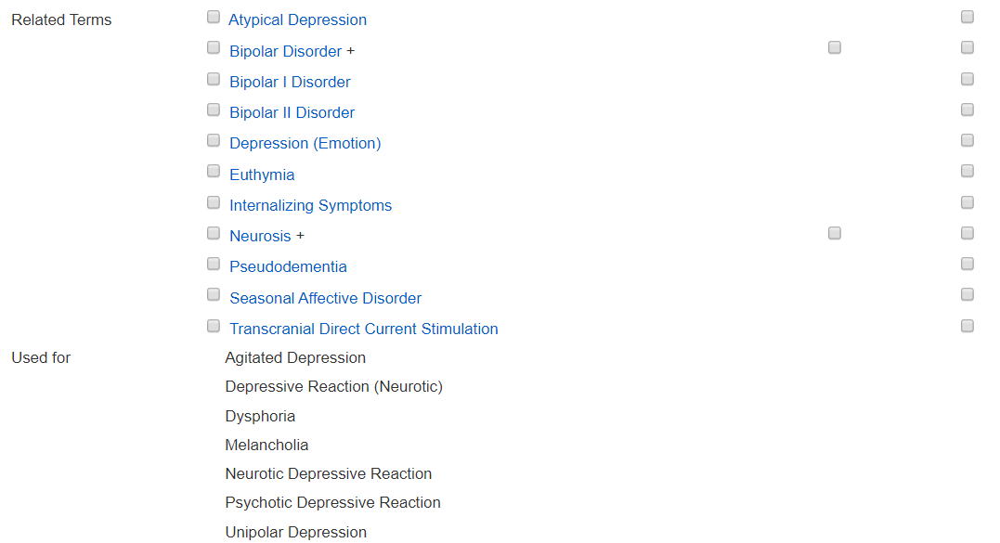 Related Terms Atypical Depression
Bipolar Disorder +
Bipolar I Disorder
Bipolar II Disorder
Depression (Emotion)
Euthymia
Internalizing Symptoms
Neurosis +
Pseudodementia
Seasonal Affective Disorder
Transcranial Direct Current Stimulation
Used for Agitated Depression
Depressive Reaction (Neurotic)
Dysphoria
Melancholia
Neurotic Depressive Reaction
Psychotic Depressive Reaction
Unipolar Depression